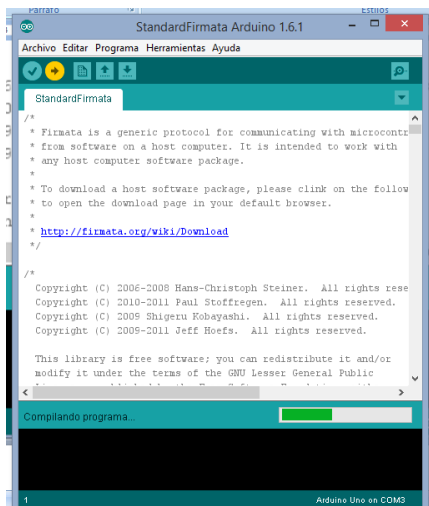 Párrafo
Estilos
StandardFirmata Arduino 1.6.1
Archivo Editar Programa Herramientas Ayuda
StandardFirmata
/*
* Firmata is a generic protocol for communicating with microcontr
* from software on a host computer. It is intended to work with
* any host computer software package.
*
* To download a host software package, please clink on the follow
* to open the download page in your default browser.
*
* http://firmata.org/wiki/Download
*/
/*
Copyright (C) 2006-2008 Hans-Christoph Steiner. All rights rese
Copyright (C) 2010-2011 Paul Stoffregen. All rights reserved.
Copyright (C) 2009 Shigeru Kobayashi. All rights reserved.
Copyright (C) 2009-2011 Jeff Hoefs. All rights reserved.
This library is free software; you can redistribute it and/or
modify it under the terms of the GNU Lesser General Public
Compilando programa...
1
Arduino Uno on COM3